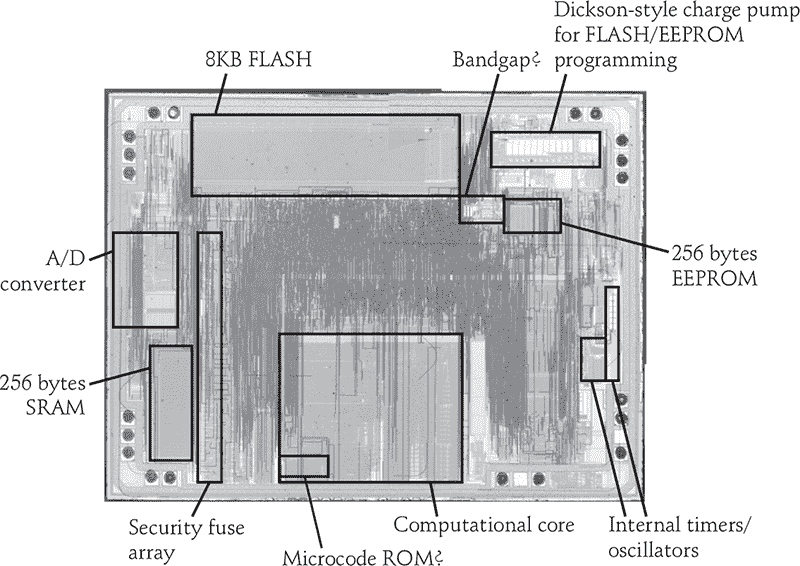 Dickson-style charge pump
for FLASH/EEPROM
programming
8KB FLASH
Bandgap?
A/D
converter
256 bytes
EEPROM
256 bytes
SRAM
Security fuse
array
Microcode ROM?
Computational core
Internal timers/
oscillators